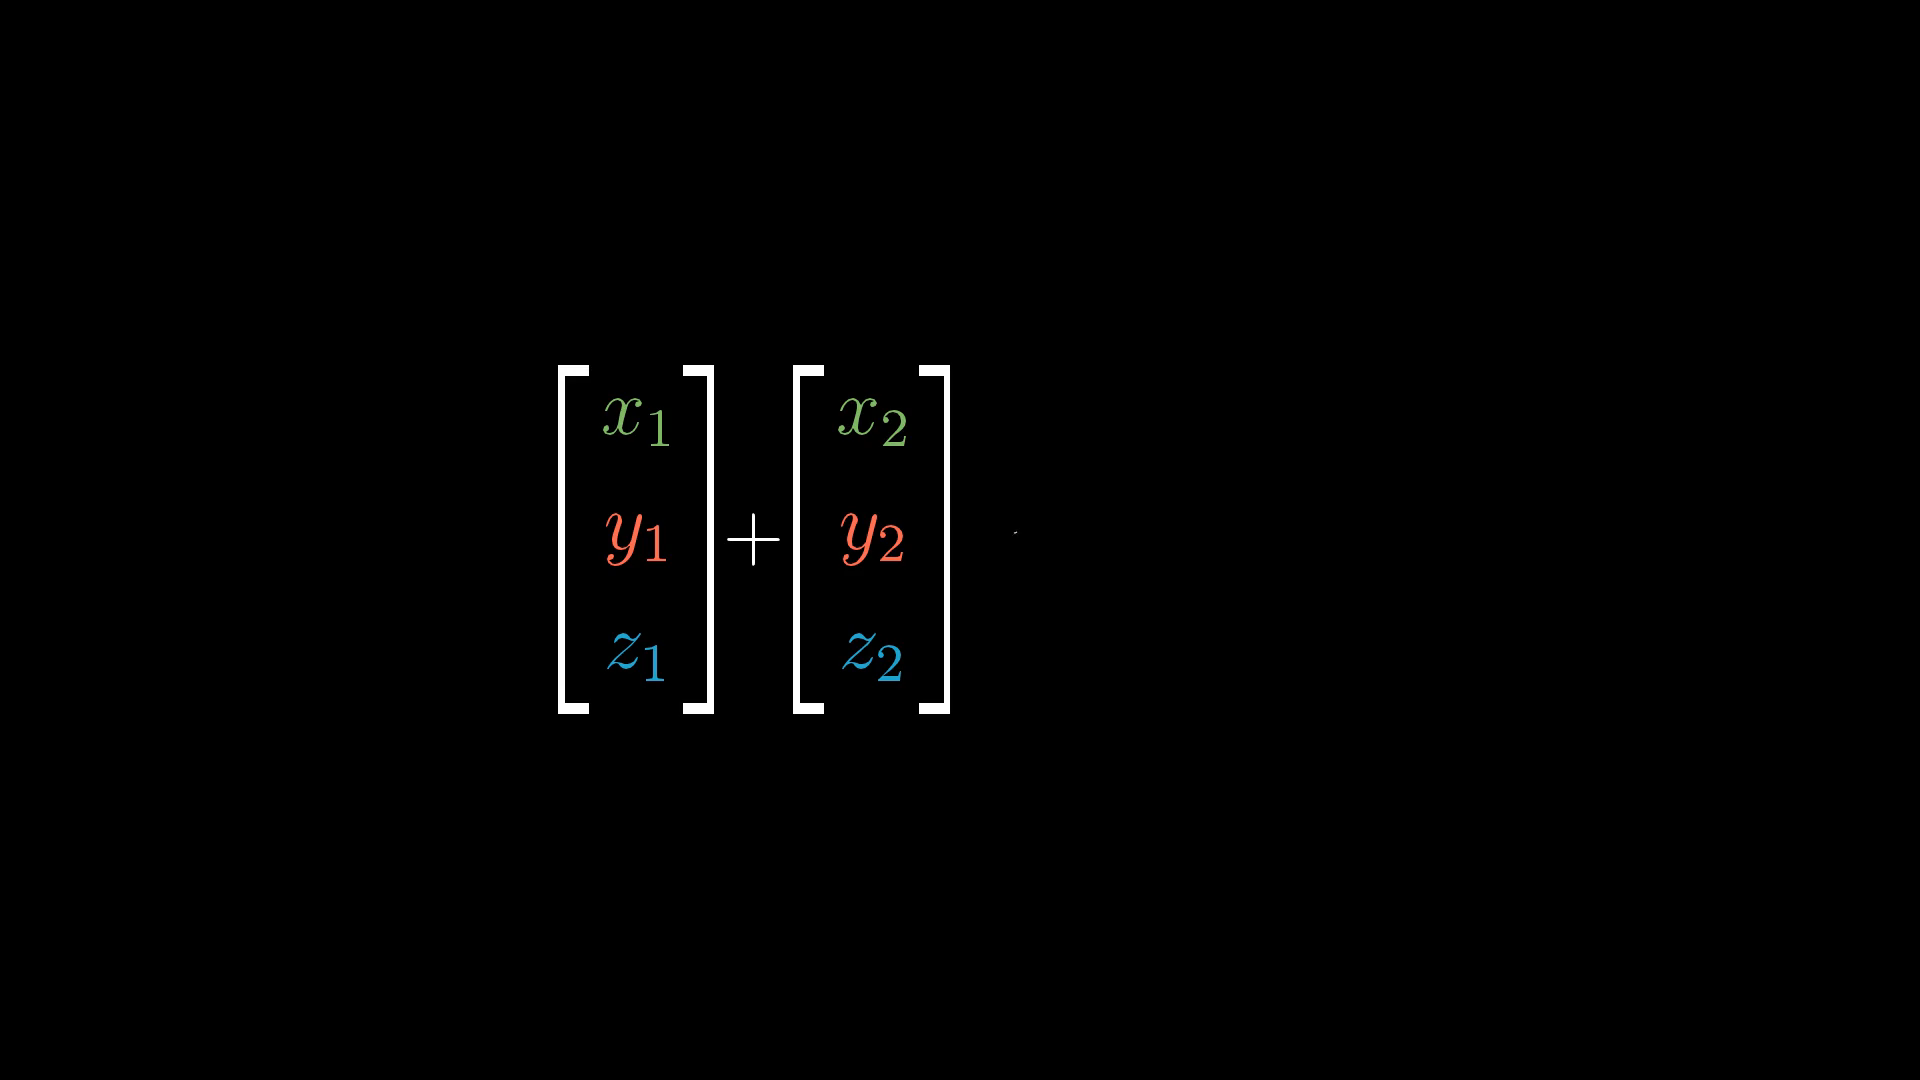 x₁ x₂
y₁ + y₂
z₁ z₂